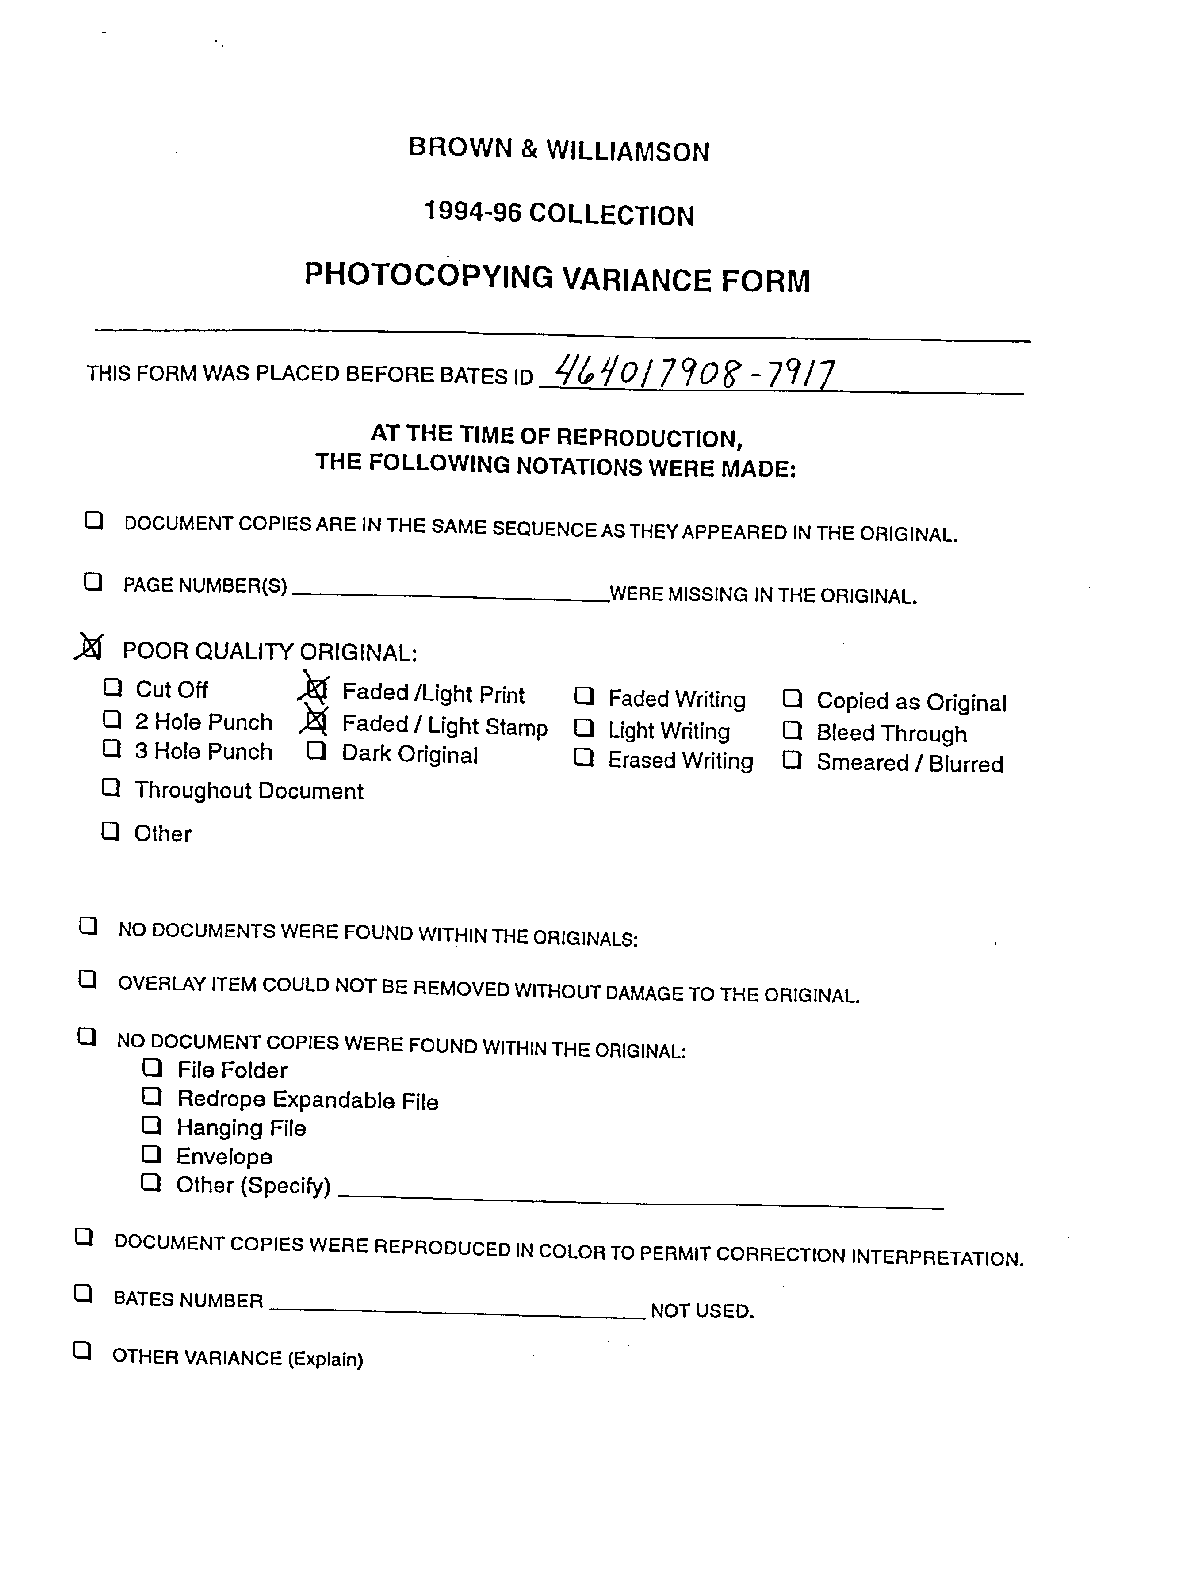 BROWN & WILLIAMSON
1994-96 COLLECTION
PHOTOCOPYING VARIANCE FORM
THIS FORM WAS PLACED BEFORE BATES ID 464017908-7917
AT THE TIME OF REPRODUCTION,
THE FOLLOWING NOTATIONS WERE MADE:
DOCUMENT COPIES ARE IN THE SAME SEQUENCE AS THEY APPEARED IN THE ORIGINAL.
PAGE NUMBER(S) WERE MISSING IN THE ORIGINAL.
POOR QUALITY ORIGINAL:
Cut Off Faded /Light Print Faded Writing Copied as Original
2 Hole Punch Faded / Light Stamp Light Writing Bleed Through
3 Hole Punch Dark Original Erased Writing Smeared / Blurred
Throughout Document
Other
NO DOCUMENTS WERE FOUND WITHIN THE ORIGINALS:
OVERLAY ITEM COULD NOT BE REMOVED WITHOUT DAMAGE TO THE ORIGINAL.
NO DOCUMENT COPIES WERE FOUND WITHIN THE ORIGINAL:
File Folder
Redrope Expandable File
Hanging File
Envelope
Other (Specify)
DOCUMENT COPIES WERE REPRODUCED IN COLOR TO PERMIT CORRECTION INTERPRETATION.
BATES NUMBER NOT USED.
OTHER VARIANCE (Explain)